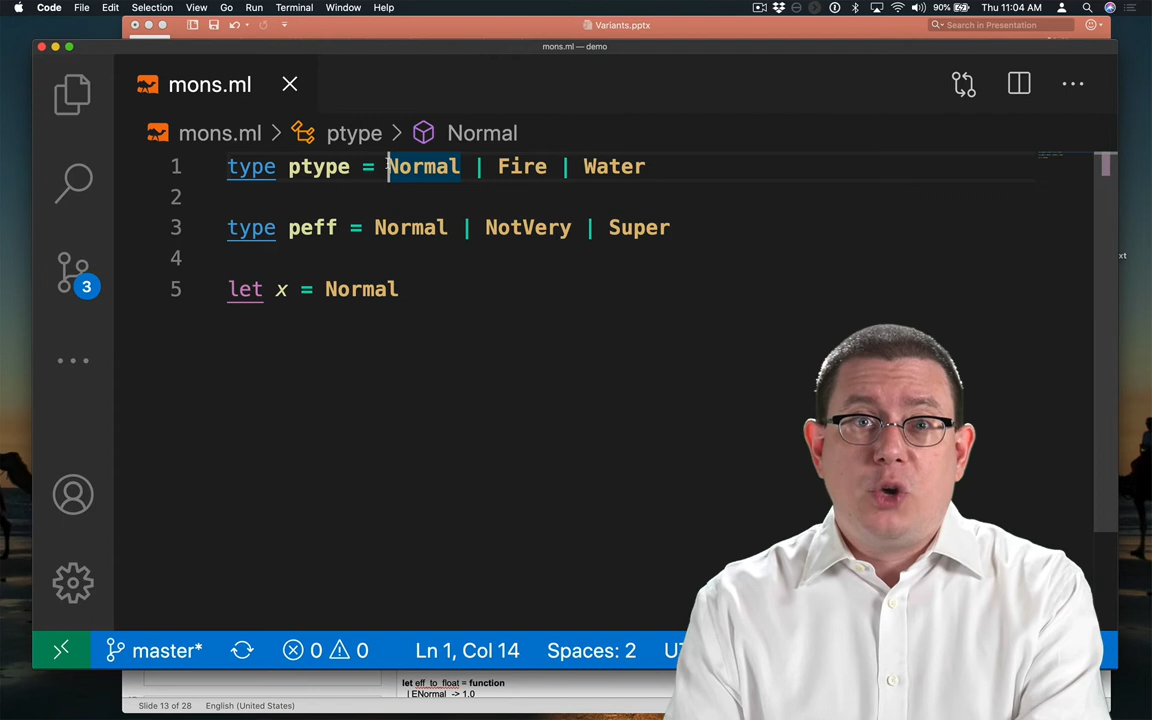 Code File Edit Selection View Go Run Terminal Window Help 90% Thu 11:04 AM
Variants.pptx
Search in Presentation
mons.ml — demo
mons.ml
mons.ml > ptype > Normal
1 type ptype = Normal | Fire | Water
2
3 type peff = Normal | NotVery | Super
4
5 let x = Normal
3
master* 0 0 Ln 1, Col 14 Spaces: 2
let eff_to_float = function
| ENormal -> 1.0
Slide 13 of 28 English (United States)